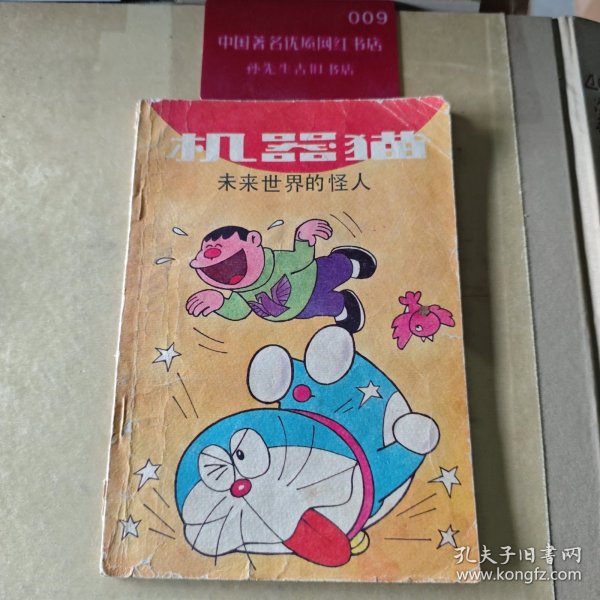 009
中国著名优质网红书店
孙先生古旧书店
机器猫
未来世界的怪人
孔夫子旧书网
www.kongfz.com